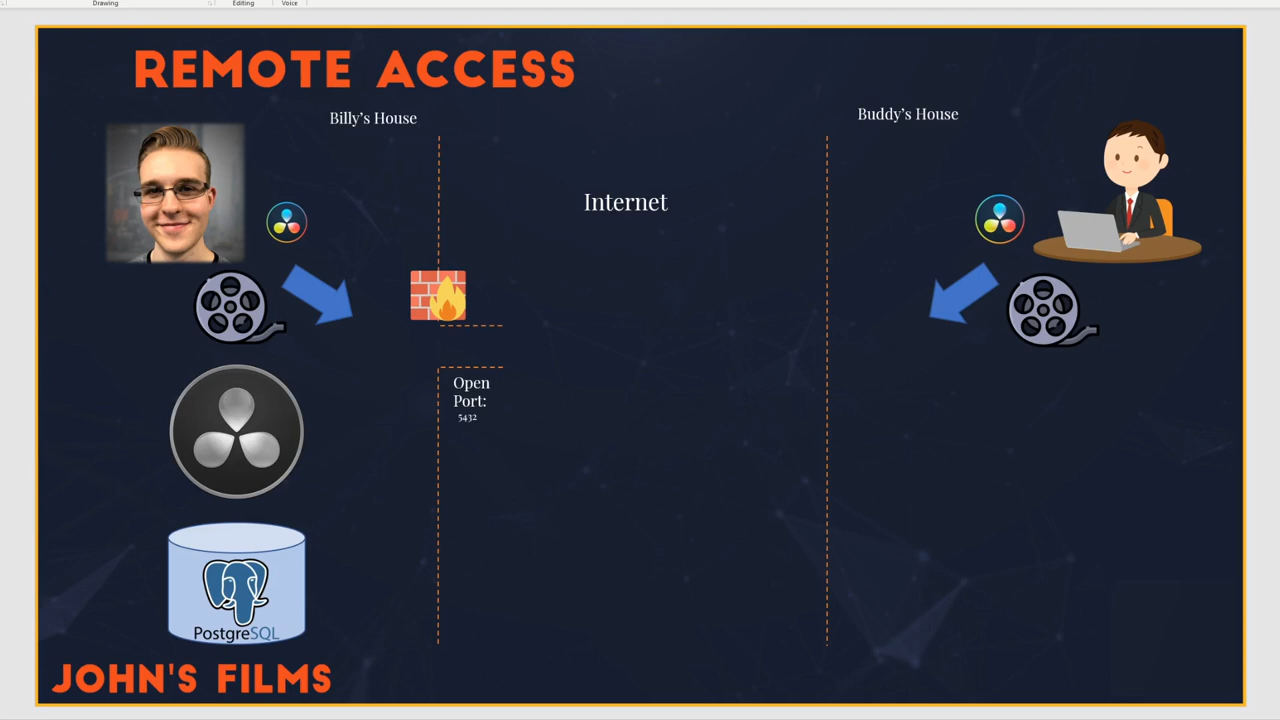 Drawing
Editing
Voice
REMOTE ACCESS
Billy's House
Buddy's House
Internet
Open
Port:
5432
PostgreSQL
JOHN'S FILMS